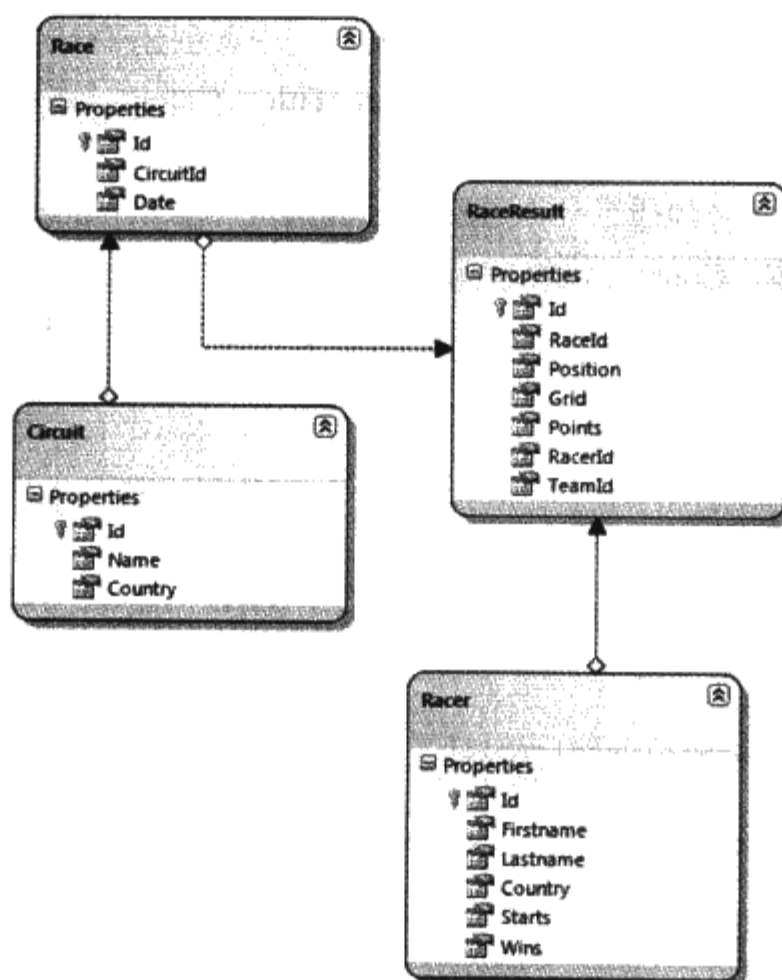 Race
Properties
Id
CircuitId
Date
RaceResult
Properties
Id
RaceId
Position
Grid
Points
RacerId
TeamId
Circuit
Properties
Id
Name
Country
Racer
Properties
Id
Firstname
Lastname
Country
Starts
Wins